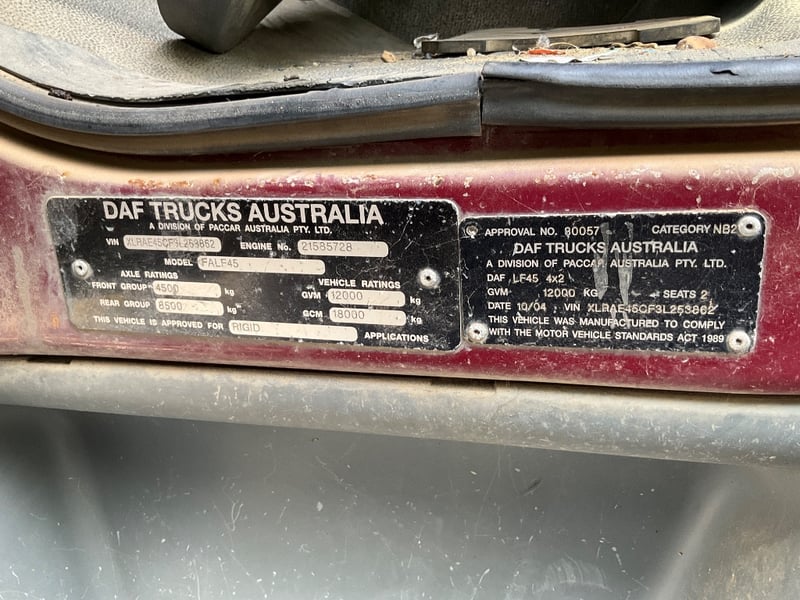 DAF TRUCKS AUSTRALIA
A DIVISION OF PACCAR AUSTRALIA PTY. LTD.
VIN XLRAE45CF3L253862 ENGINE No. 21585728
MODEL FALF45
AXLE RATINGS VEHICLE RATINGS
FRONT GROUP 4500 kg GVM 12000 kg
REAR GROUP 8500 kg GCM 18000 kg
THIS VEHICLE IS APPROVED FOR RIGID APPLICATIONS
APPROVAL NO. 80057 CATEGORY NB2
DAF TRUCKS AUSTRALIA
A DIVISION OF PACCAR AUSTRALIA PTY. LTD.
DAF LF45 4x2
GVM 12000 KG SEATS 2
DATE 10/04 VIN XLRAE45CF3L253862
THIS VEHICLE WAS MANUFACTURED TO COMPLY
WITH THE MOTOR VEHICLE STANDARDS ACT 1989